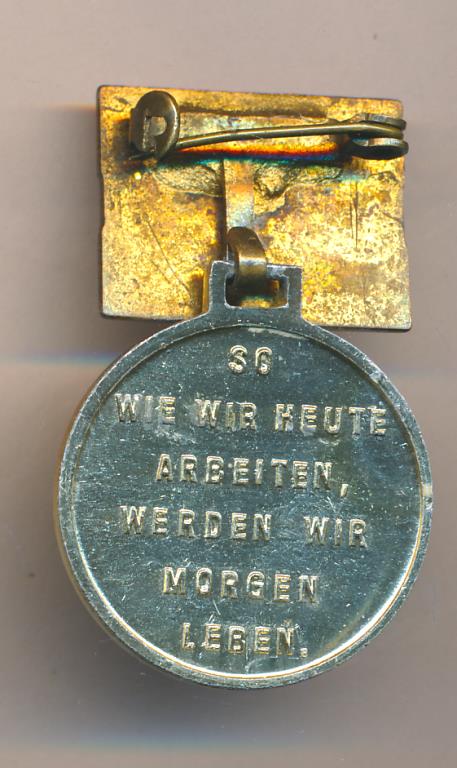 SO
WIE WIR HEUTE
ARBEITEN,
WERDEN WIR
MORGEN
LEBEN.